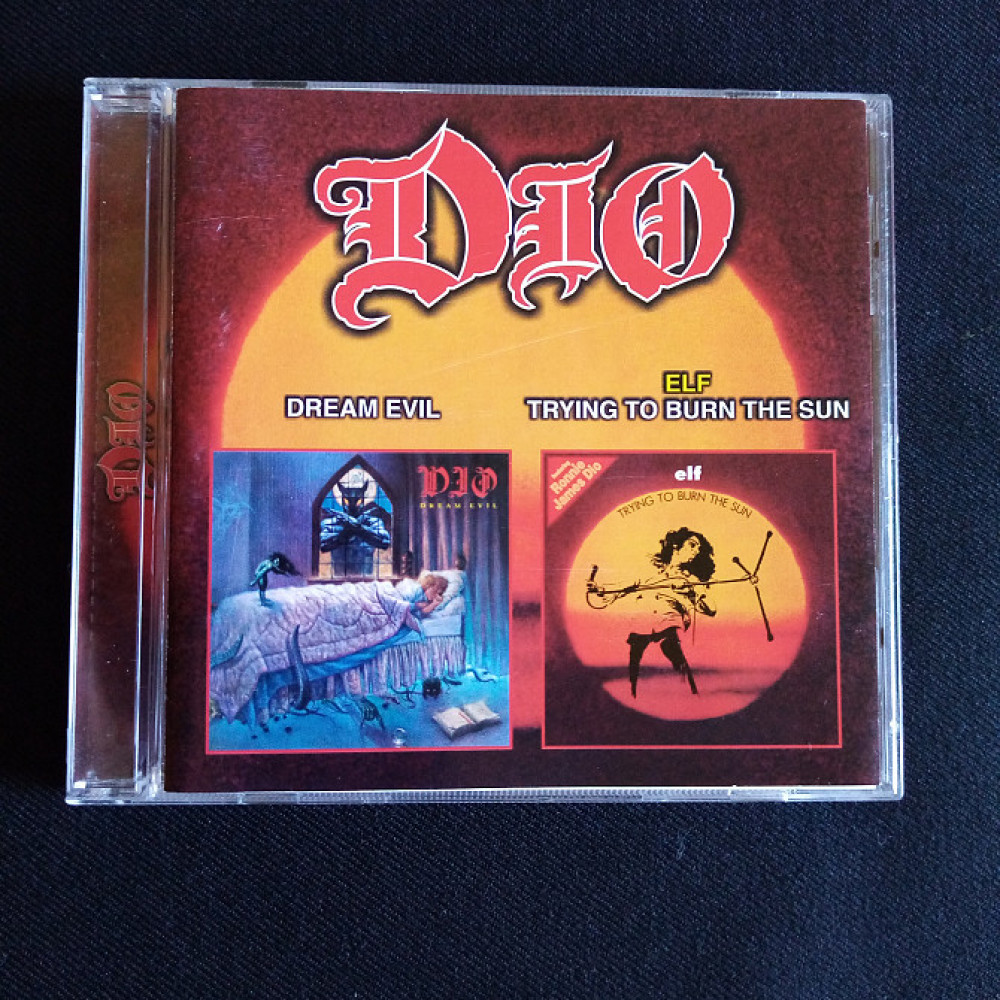 DIO
DREAM EVIL
ELF
TRYING TO BURN THE SUN
DIO
DREAM EVIL
featuring
Ronnie
James Dio
elf
TRYING TO BURN THE SUN
DIO